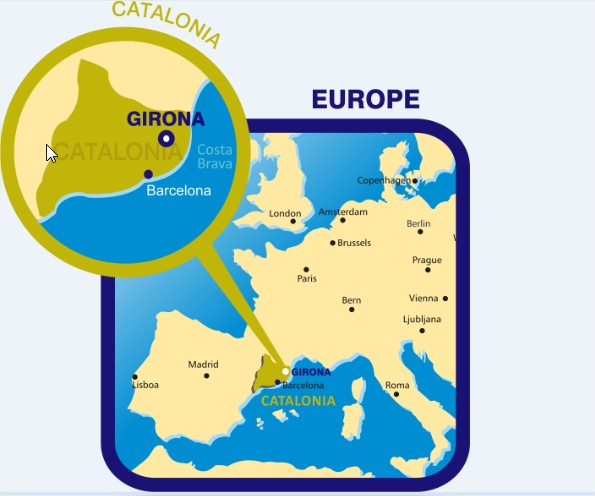 CATALONIA
EUROPE
GIRONA
CATALONIA
Costa
Brava
Barcelona
Copenhagen
London
Amsterdam
Berlin
Brussels
Prague
Paris
Vienna
Bern
Ljubljana
Madrid
GIRONA
Lisboa
Barcelona
Roma
CATALONIA